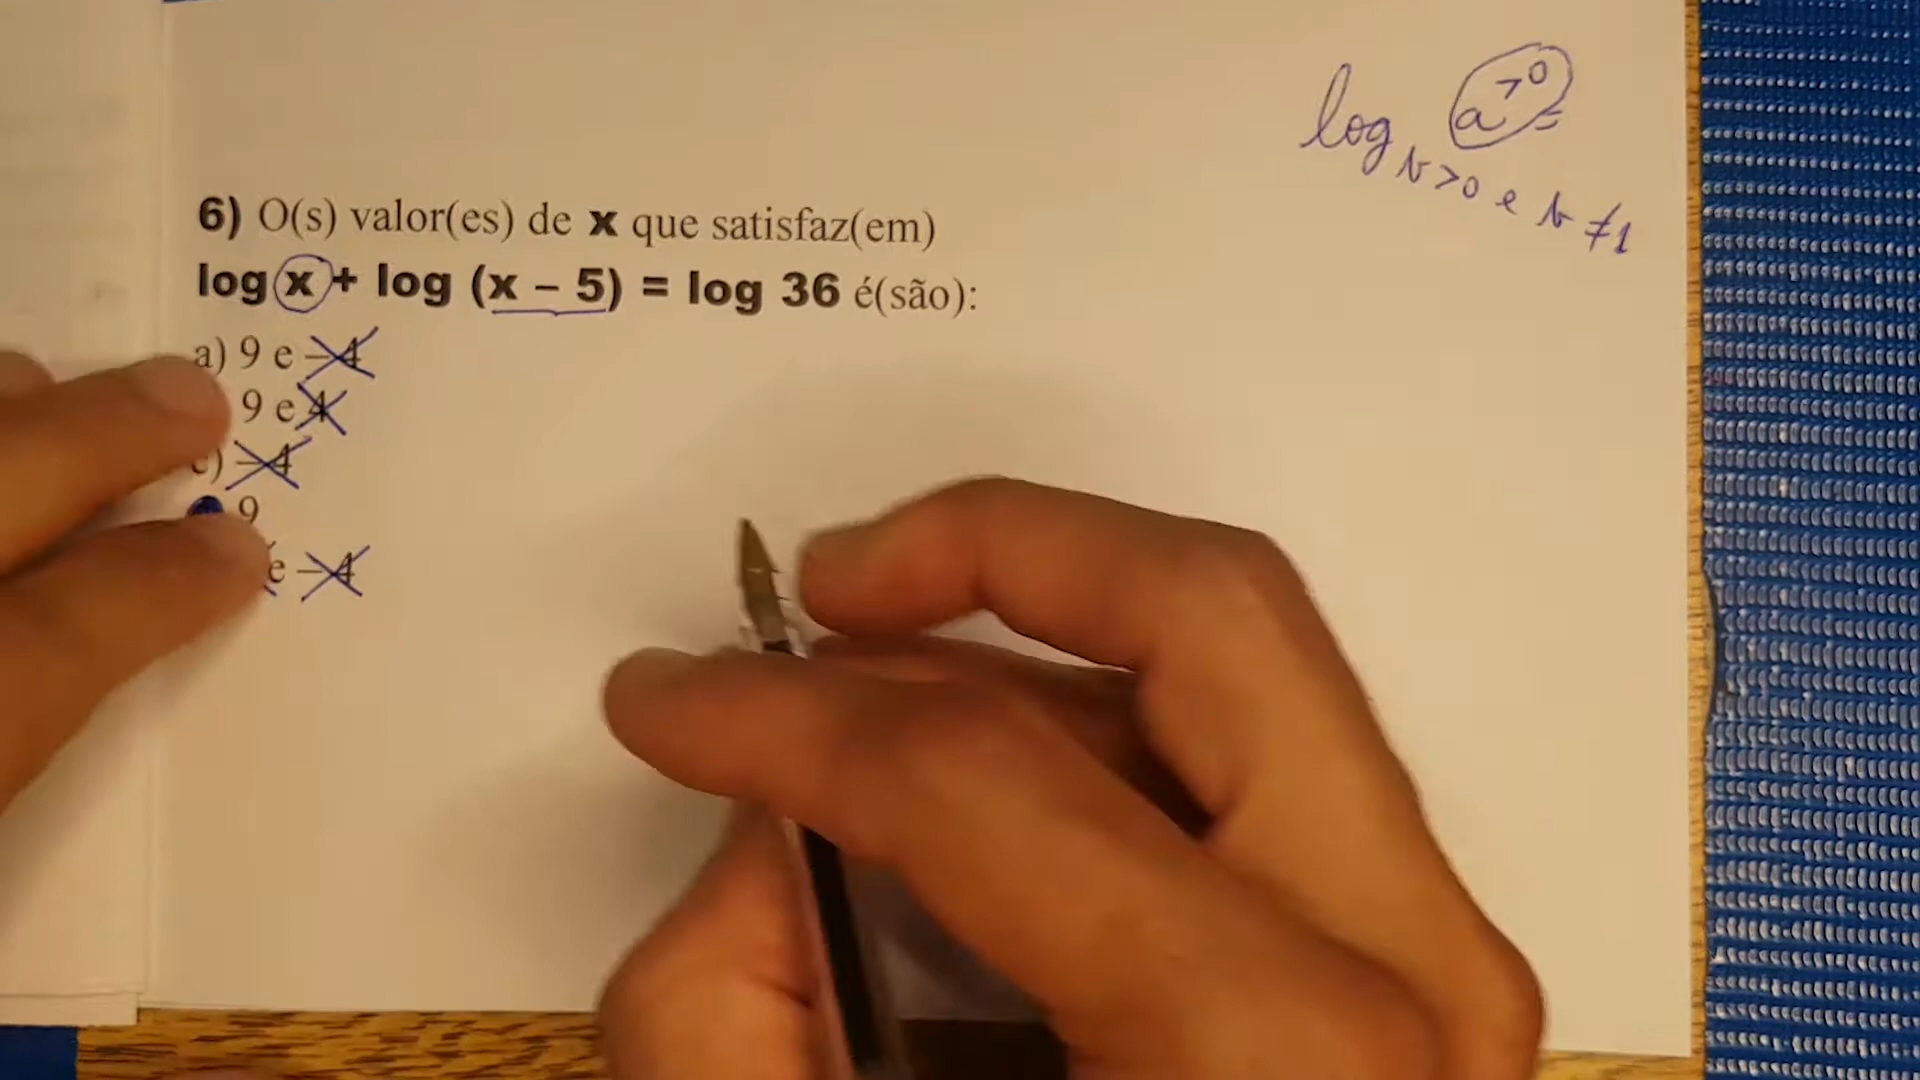 log a>0
b>0 e b ≠1
6) O(s) valor(es) de x que satisfaz(em)
log x + log (x – 5) = log 36 é(são):
a) 9 e –4
9 e 4
c) –4
9
e –4